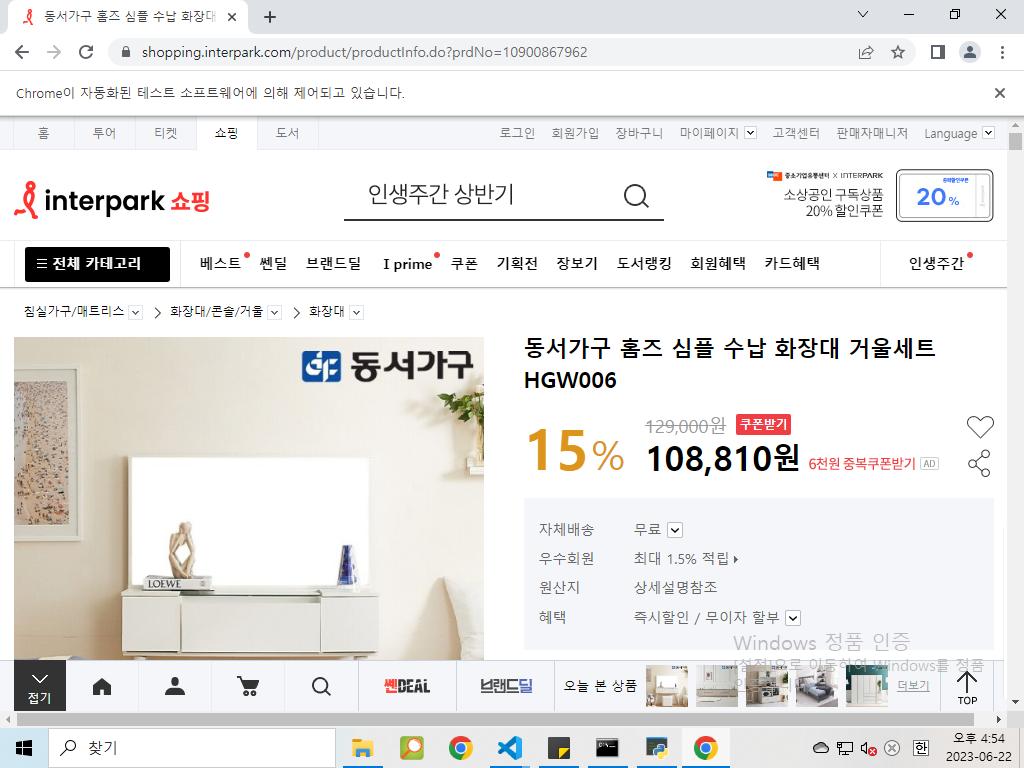 동서가구 홈즈 심플 수납 화장대
shopping.interpark.com/product/productInfo.do?prdNo=10900867962
Chrome이 자동화된 테스트 소프트웨어에 의해 제어되고 있습니다.
홈 투어 티켓 쇼핑 도서 로그인 회원가입 장바구니 마이페이지 고객센터 판매자매니저 Language
interpark 쇼핑
인생주간 상반기
중소기업유통센터 X INTERPARK
소상공인 구독상품
20% 할인쿠폰
20%
전체 카테고리 베스트 쎈딜 브랜드딜 I prime 쿠폰 기획전 장보기 도서랭킹 회원혜택 카드혜택 인생주간
침실가구/매트리스 화장대/콘솔/거울 화장대
동서가구
LOEWE
동서가구 홈즈 심플 수납 화장대 거울세트
HGW006
129,000원 쿠폰받기
15% 108,810원 6천원 중복쿠폰받기 AD
자체배송 무료
우수회원 최대 1.5% 적립
원산지 상세설명참조
혜택 즉시할인 / 무이자 할부
Windows 정품 인증
[설정]으로 이동하여 Windows를 정품
접기 쎈DEAL 브랜드딜 오늘 본 상품 더보기 TOP
찾기
한
오후 4:54
2023-06-22